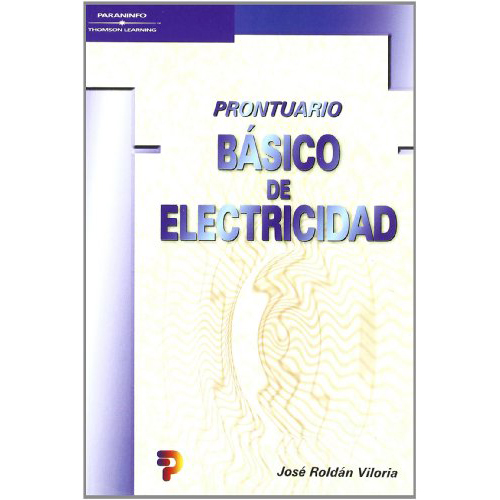 PARANINFO
THOMSON LEARNING
PRONTUARIO
BÁSICO
DE
ELECTRICIDAD
José Roldán Viloria